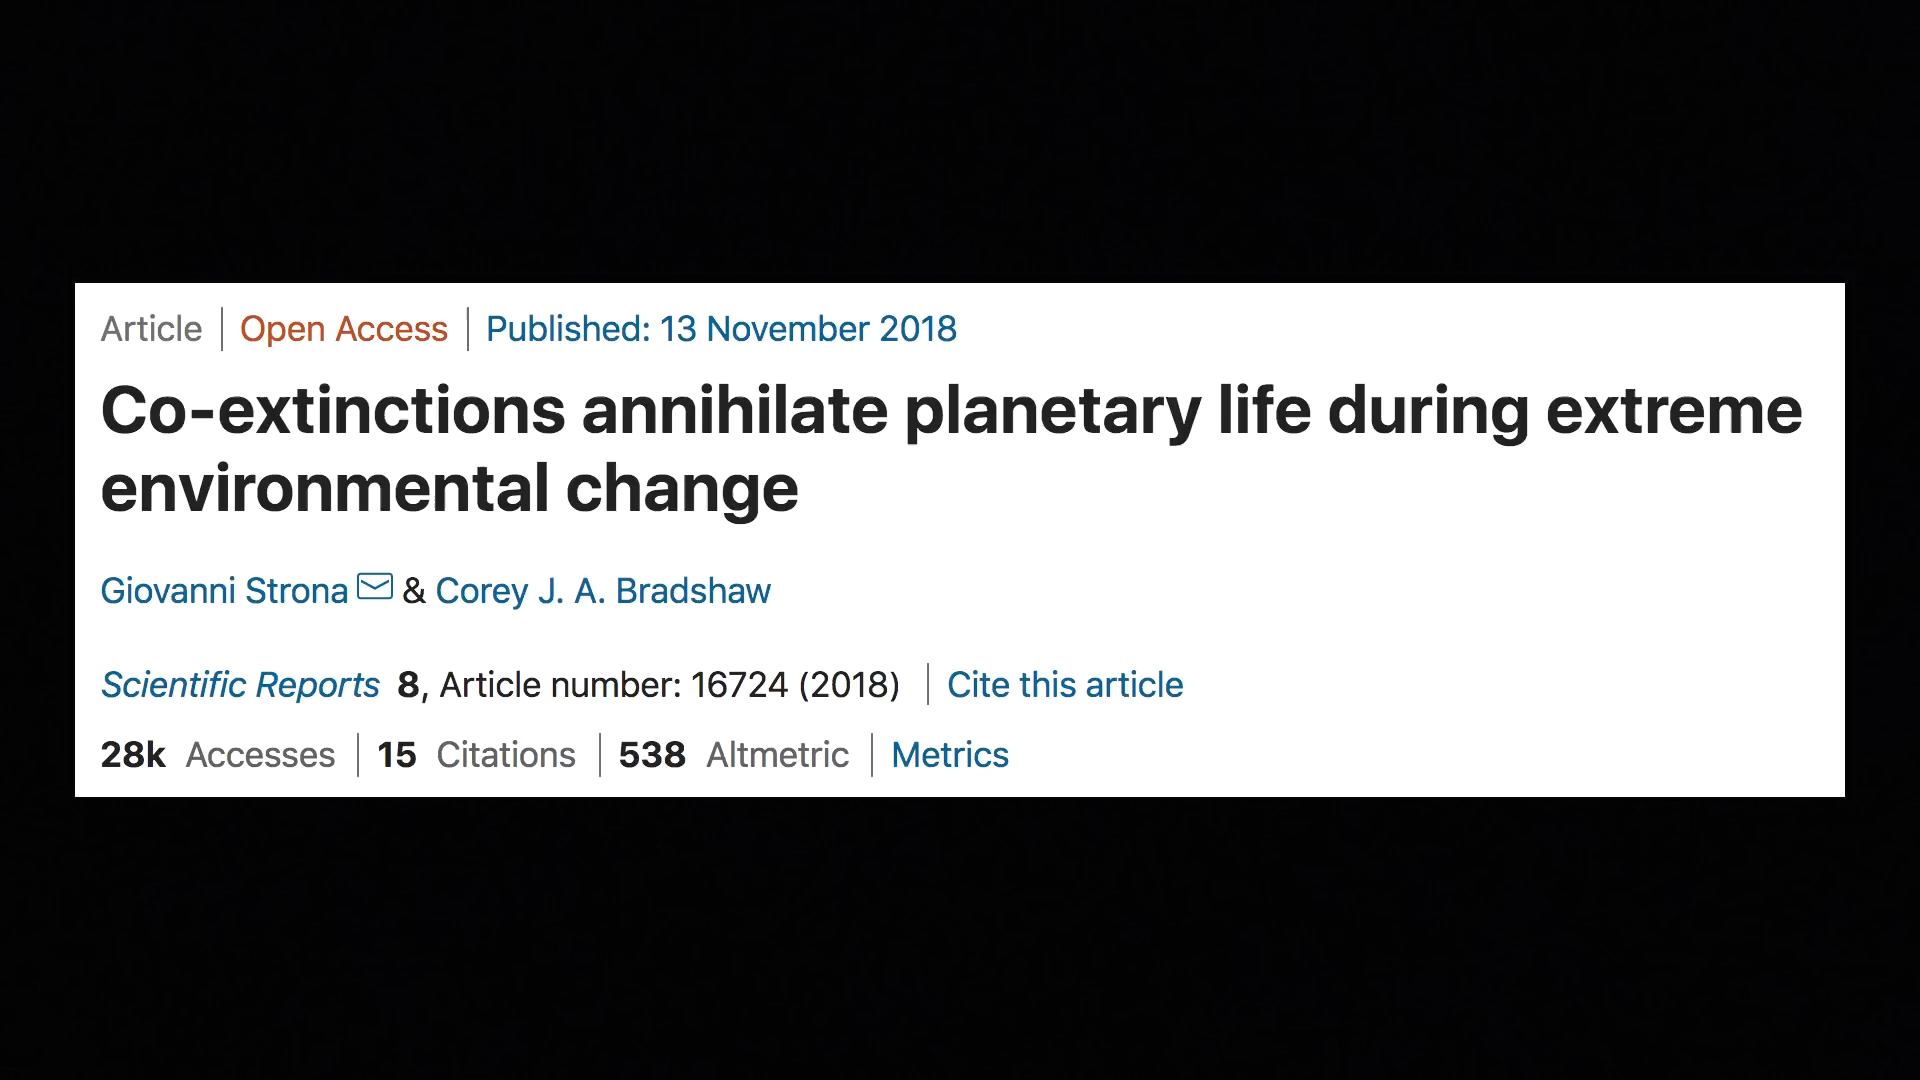 Article | Open Access | Published: 13 November 2018
Co-extinctions annihilate planetary life during extreme
environmental change
Giovanni Strona & Corey J. A. Bradshaw
Scientific Reports 8, Article number: 16724 (2018) | Cite this article
28k Accesses | 15 Citations | 538 Altmetric | Metrics